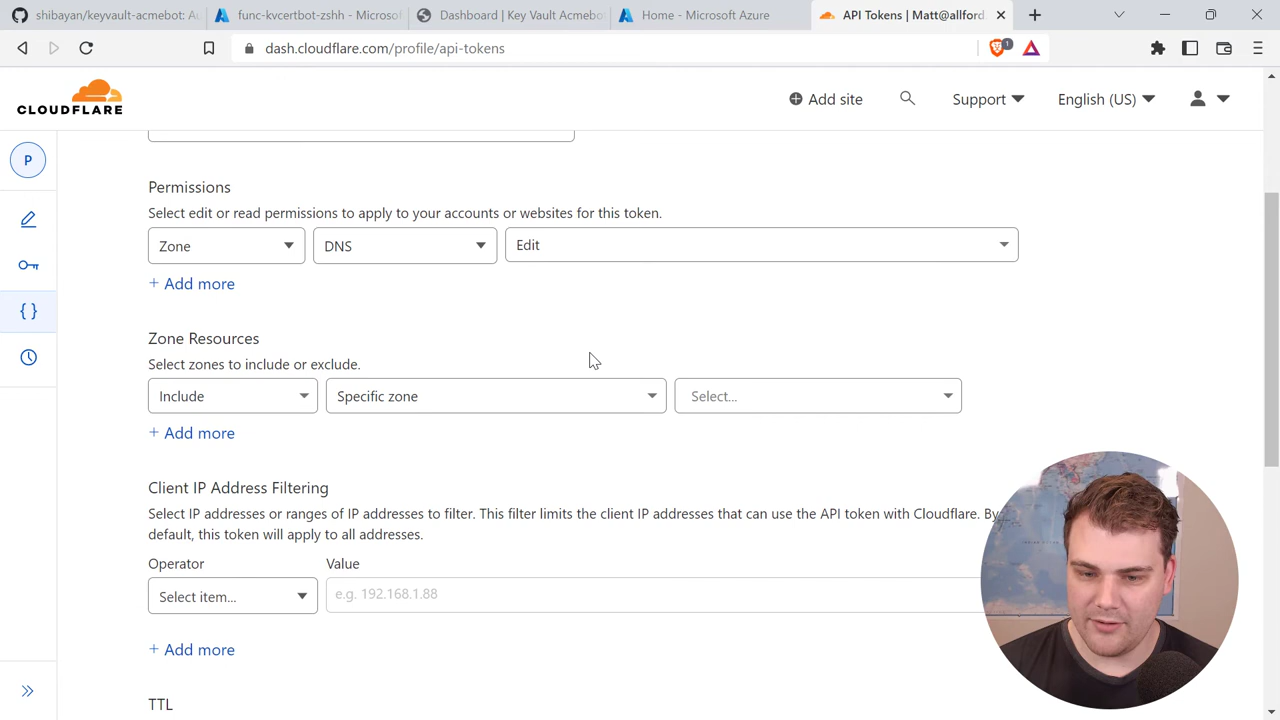 shibayan/keyvault-acmebot: Au
func-kvcertbot-zshh - Microsof
Dashboard | Key Vault Acmebo
Home - Microsoft Azure
API Tokens | Matt@allford
dash.cloudflare.com/profile/api-tokens
1
CLOUDFLARE
Add site
Support
English (US)
P
Permissions
Select edit or read permissions to apply to your accounts or websites for this token.
Zone
DNS
Edit
+ Add more
Zone Resources
Select zones to include or exclude.
Include
Specific zone
Select...
+ Add more
Client IP Address Filtering
Select IP addresses or ranges of IP addresses to filter. This filter limits the client IP addresses that can use the API token with Cloudflare. By
default, this token will apply to all addresses.
Operator
Value
Select item...
e.g. 192.168.1.88
+ Add more
TTL